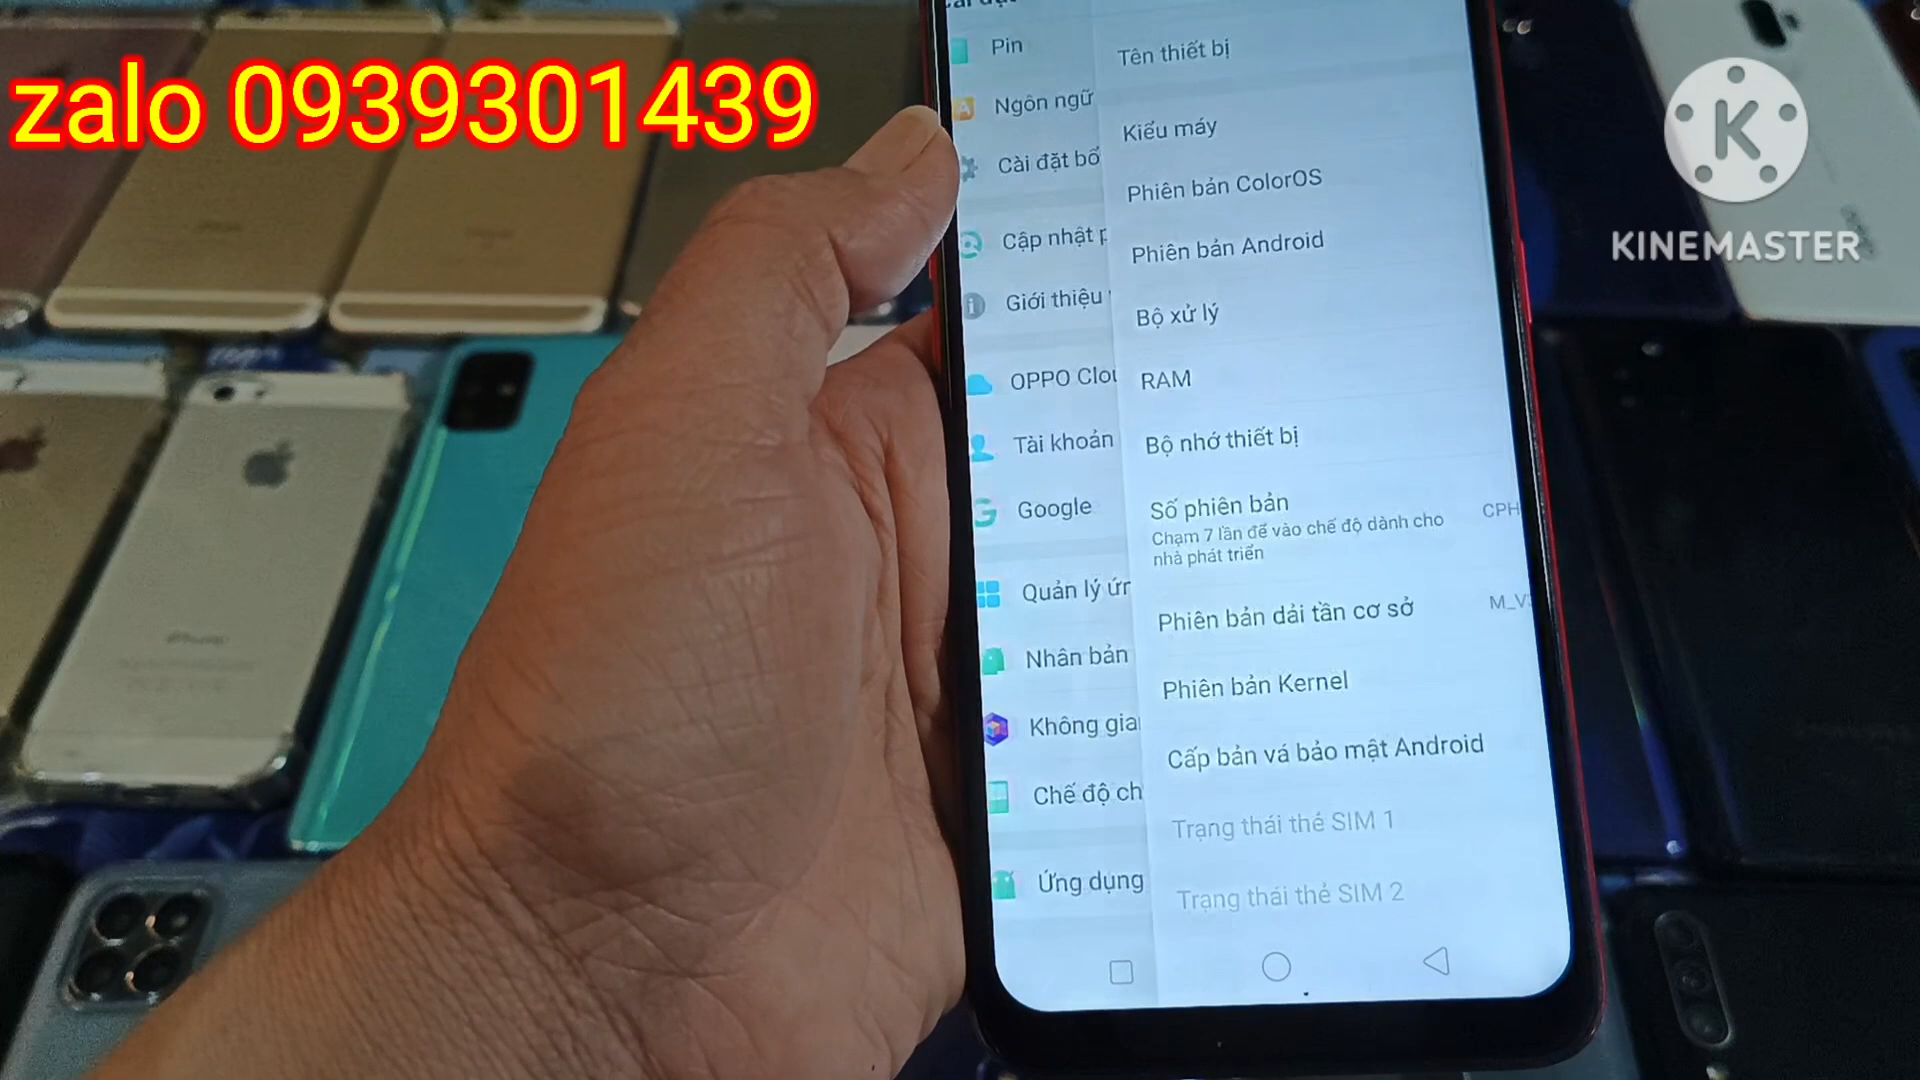 zalo 0939301439
KINEMASTER
Pin
Ngôn ngữ
Cài đặt bổ
Cập nhật p
Giới thiệu
OPPO Clou
Tài khoản
Google
Quản lý ứn
Nhân bản
Không gia
Chế độ ch
Ứng dụng
Tên thiết bị
Kiểu máy
Phiên bản ColorOS
Phiên bản Android
Bộ xử lý
RAM
Bộ nhớ thiết bị
Số phiên bản
CPH
Chạm 7 lần để vào chế độ dành cho
nhà phát triển
Phiên bản dải tần cơ sở
M_V3
Phiên bản Kernel
Cấp bản vá bảo mật Android
Trạng thái thẻ SIM 1
Trạng thái thẻ SIM 2
iPhone